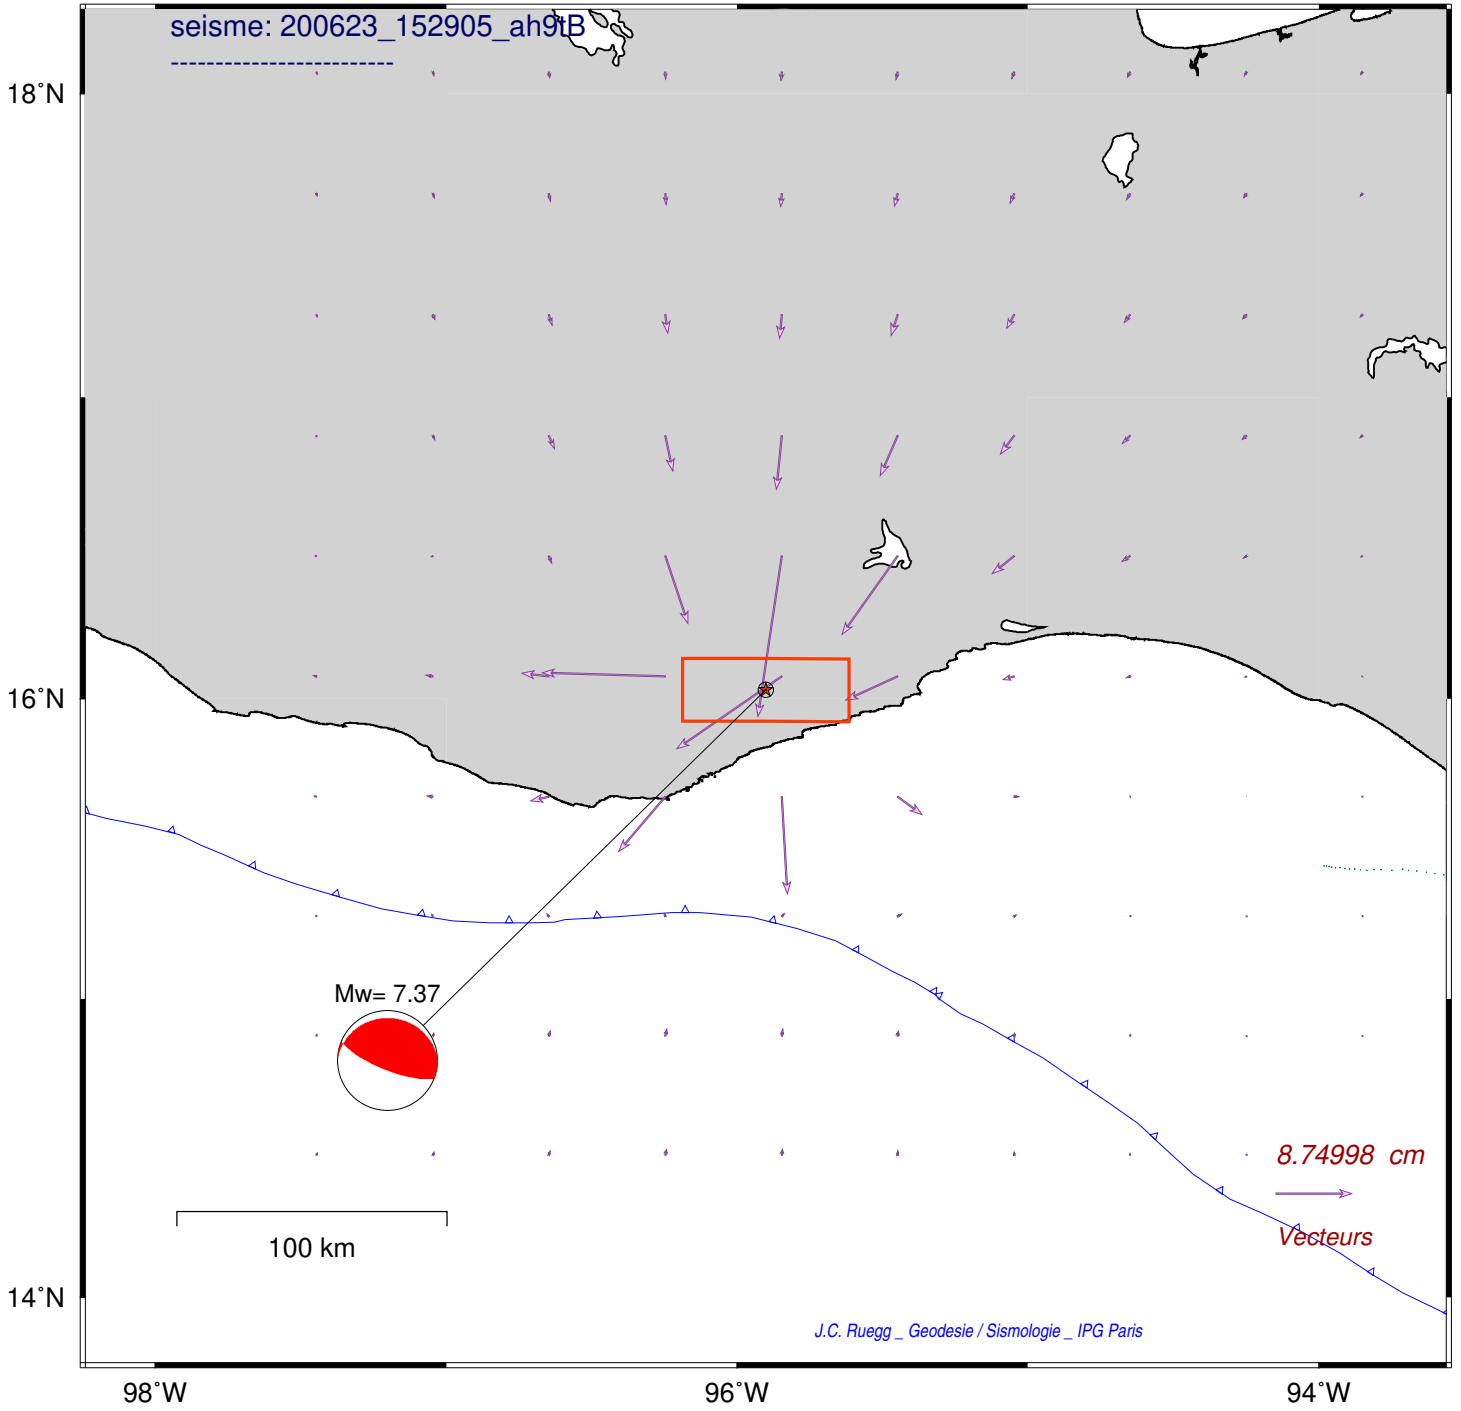 seisme: 200623_152905_ah9tB
-------------------------
18°N
16°N
Mw= 7.37
8.74998 cm
100 km
Vecteurs
14°N
J.C. Ruegg _ Geodesie / Sismologie _ IPG Paris
98°W
96°W
94°W